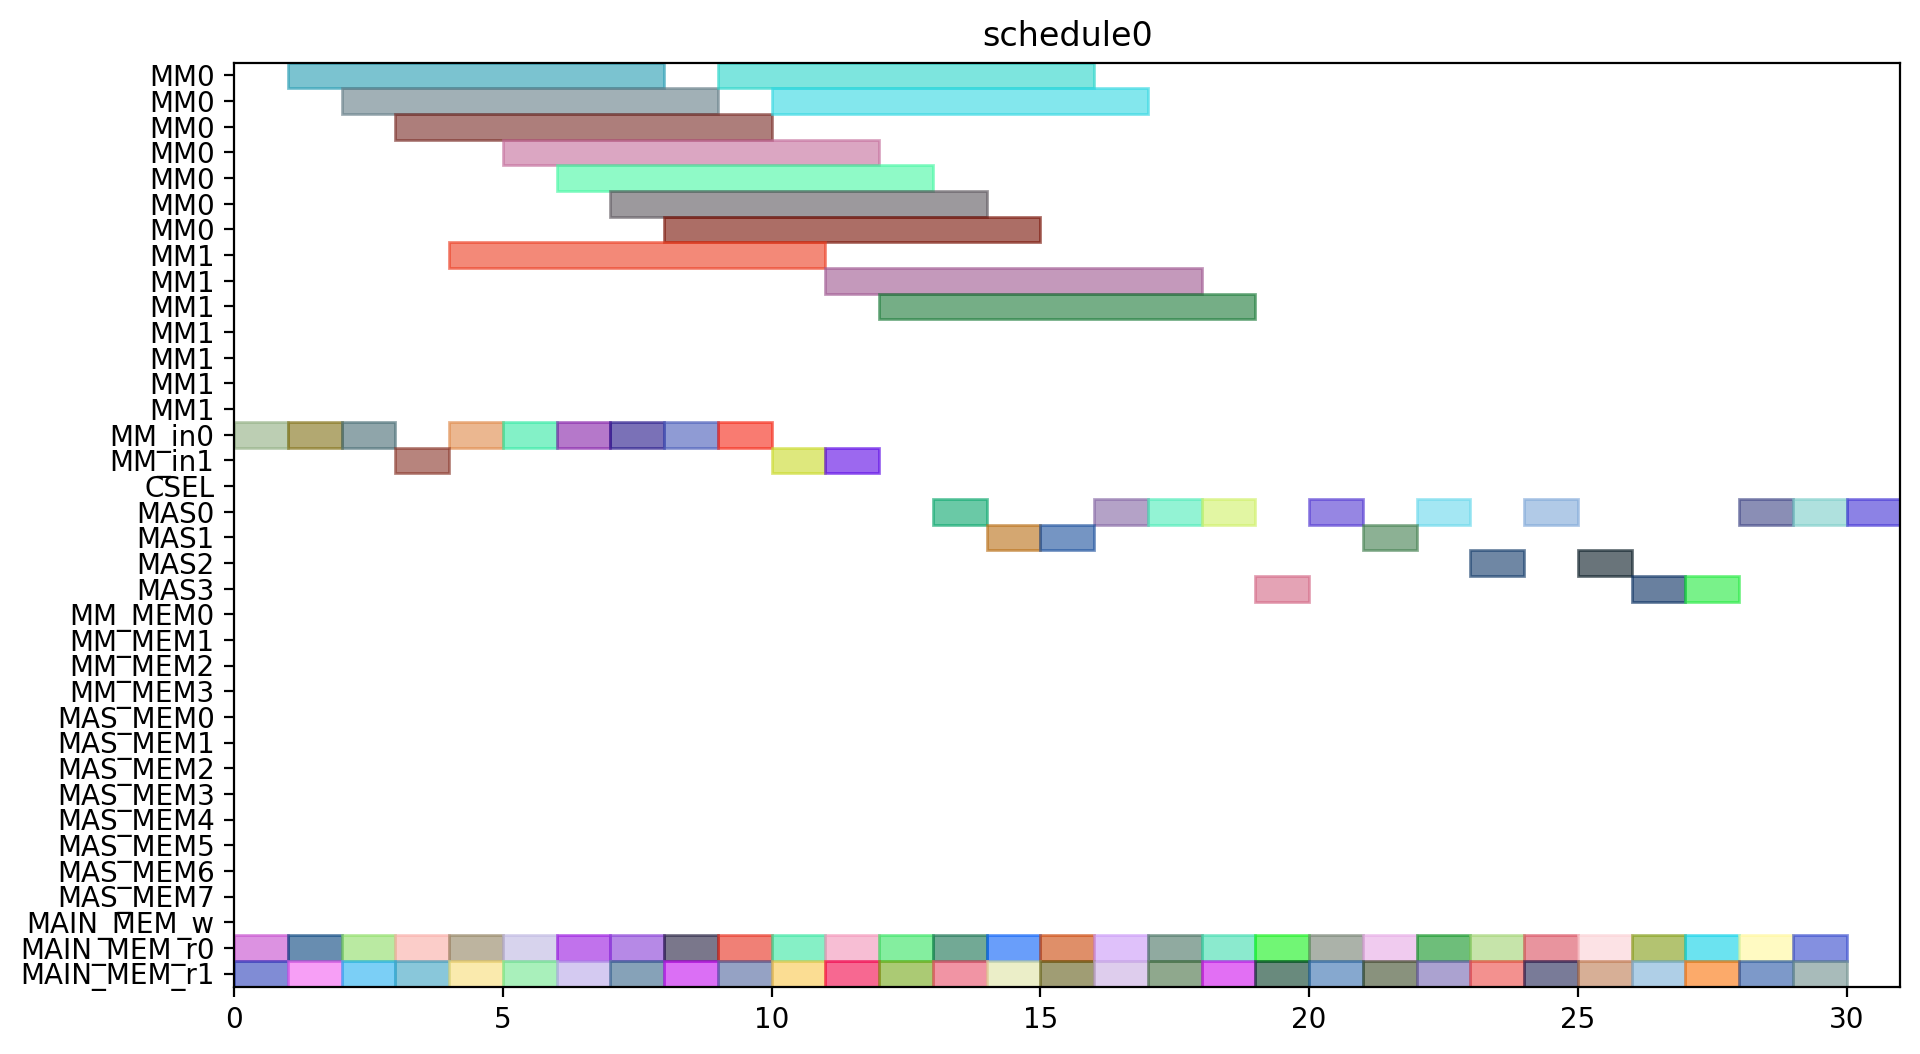 schedule0
MM0
MM0
MM0
MM0
MM0
MM0
MM0
MM1
MM1
MM1
MM1
MM1
MM1
MM1
MM_in0
MM_in1
CSEL
MAS0
MAS1
MAS2
MAS3
MM_MEM0
MM_MEM1
MM_MEM2
MM_MEM3
MAS_MEM0
MAS_MEM1
MAS_MEM2
MAS_MEM3
MAS_MEM4
MAS_MEM5
MAS_MEM6
MAS_MEM7
MAIN_MEM_w
MAIN_MEM_r0
MAIN_MEM_r1
0 5 10 15 20 25 30